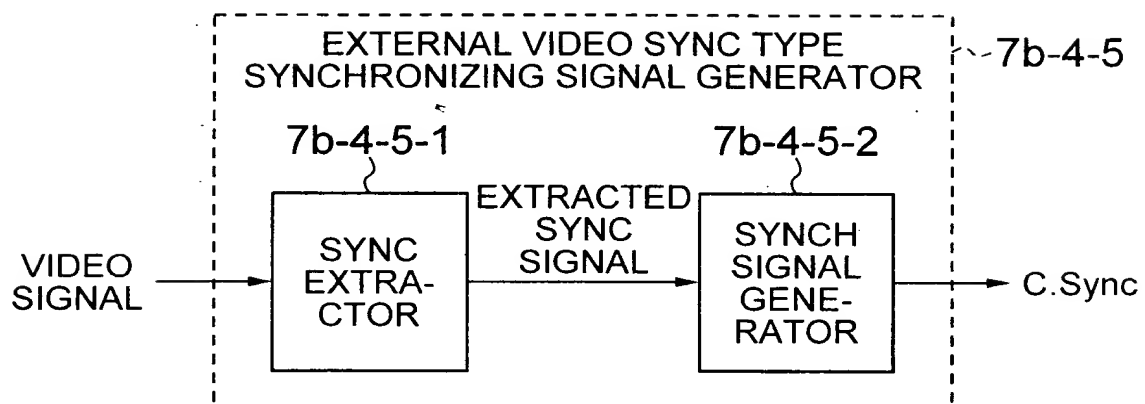 EXTERNAL VIDEO SYNC TYPE
SYNCHRONIZING SIGNAL GENERATOR
7b-4-5
7b-4-5-1
7b-4-5-2
VIDEO
SIGNAL
SYNC
EXTRA-
CTOR
EXTRACTED
SYNC
SIGNAL
SYNCH
SIGNAL
GENE-
RATOR
C.Sync